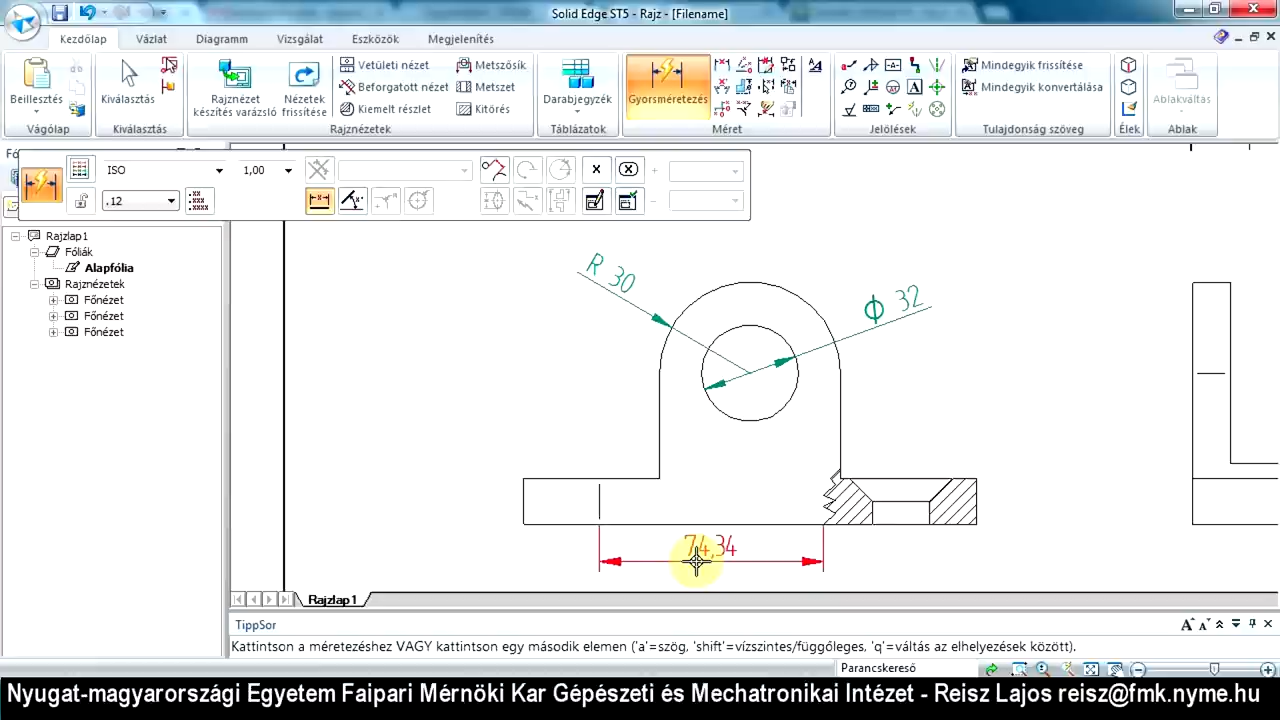 Solid Edge ST5 - Rajz - [Filename]
Kezdőlap Vázlat Diagramm Vizsgálat Eszközök Megjelenítés
Beillesztés
Vágólap
Kiválasztás
Kiválasztás
Rajznézet
készítés varázsló
Nézetek
frissítése
Vetületi nézet
Beforgatott nézet
Kiemelt részlet
Metszősík
Metszet
Kitörés
Rajznézetek
Darabjegyzék
Táblázatok
Gyorsméretezés
Méret
Jelölések
Mindegyik frissítése
Mindegyik konvertálása
Tulajdonság szöveg
Élek
Ablakváltás
Ablak
ISO
1,00
.12
Rajzlap1
Fóliák
Alapfólia
Rajznézetek
Főnézet
Főnézet
Főnézet
R 30
Φ 32
74,34
Rajzlap1
TippSor
Kattintson a méretezéshez VAGY kattintson egy második elemen ('a'=szög, 'shift'=vízszintes/függőleges, 'q'=váltás az elhelyezések között).
Parancskereső
Nyugat-magyarországi Egyetem Faipari Mérnöki Kar Gépészeti és Mechatronikai Intézet - Reisz Lajos reisz@fmk.nyme.hu